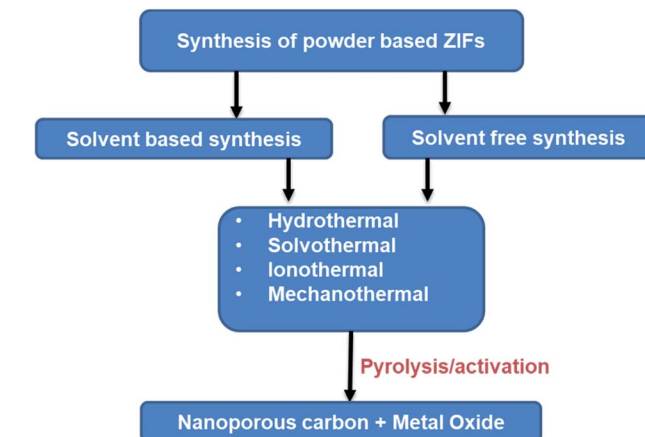 Synthesis of powder based ZIFs
Solvent based synthesis
Solvent free synthesis
• Hydrothermal
• Solvothermal
• Ionothermal
• Mechanothermal
Pyrolysis/activation
Nanoporous carbon + Metal Oxide